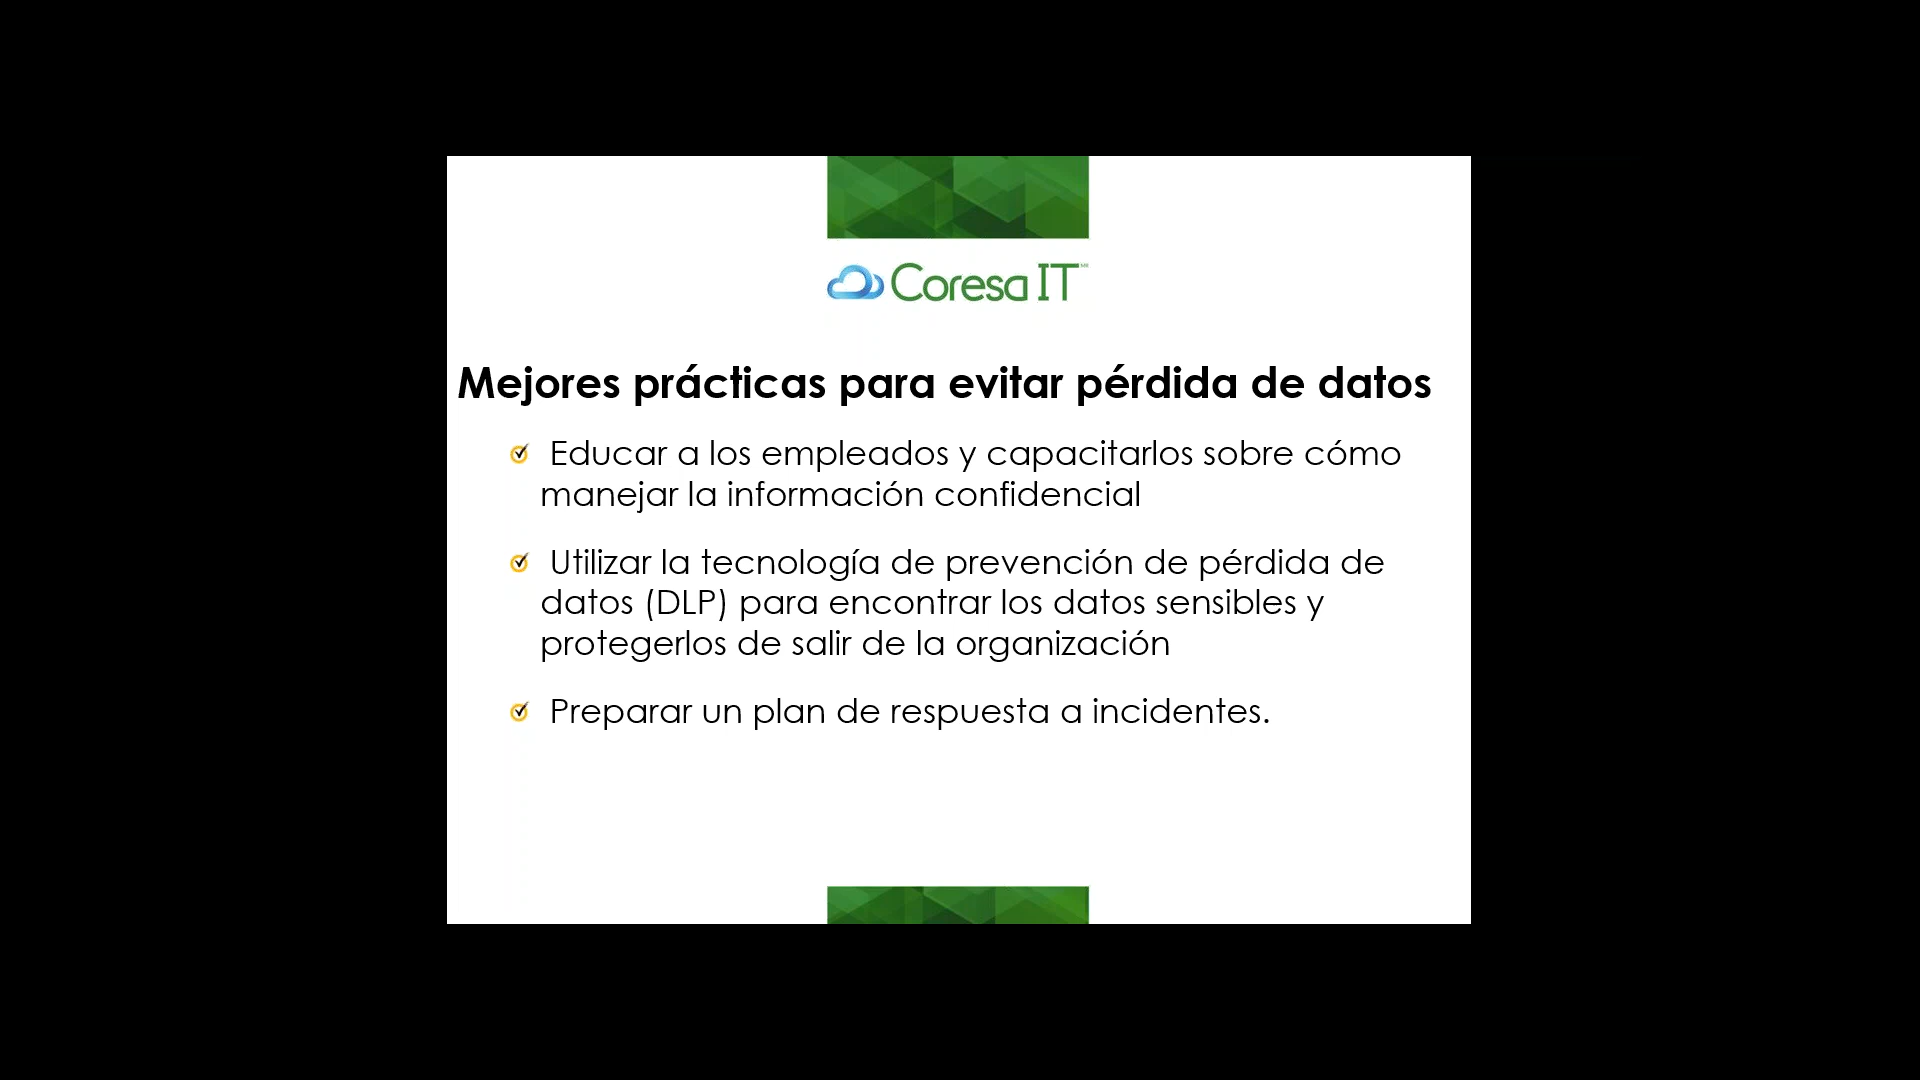 Coresa IT
Mejores prácticas para evitar pérdida de datos
Educar a los empleados y capacitarlos sobre cómo
manejar la información confidencial
Utilizar la tecnología de prevención de pérdida de
datos (DLP) para encontrar los datos sensibles y
protegerlos de salir de la organización
Preparar un plan de respuesta a incidentes.